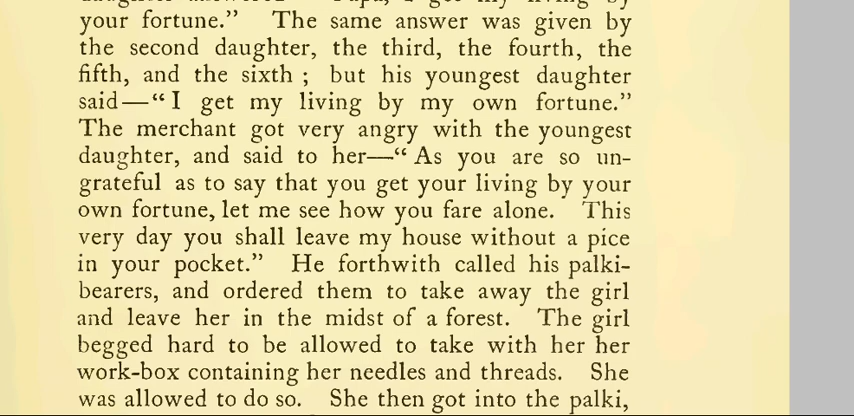 daughter answered—"Papa, I get my living by
your fortune." The same answer was given by
the second daughter, the third, the fourth, the
fifth, and the sixth ; but his youngest daughter
said—“ I get my living by my own fortune.”
The merchant got very angry with the youngest
daughter, and said to her—“ As you are so un-
grateful as to say that you get your living by your
own fortune, let me see how you fare alone. This
very day you shall leave my house without a pice
in your pocket.” He forthwith called his palki-
bearers, and ordered them to take away the girl
and leave her in the midst of a forest. The girl
begged hard to be allowed to take with her her
work-box containing her needles and threads. She
was allowed to do so. She then got into the palki,